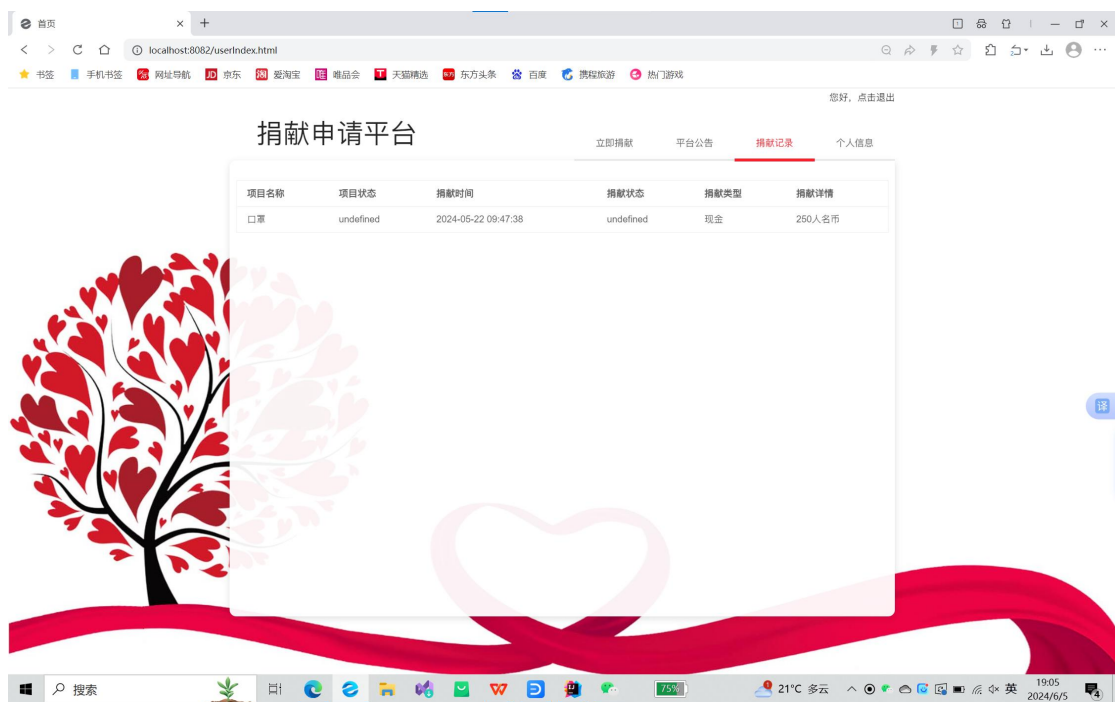 首页
localhost:8082/userIndex.html
书签 手机书签 网址导航 JD 京东 淘 爱淘宝 唯品会 T 天猫精选 东方头条 百度 携程旅游 热门游戏
您好，点击退出
捐献申请平台
立即捐献 平台公告 捐献记录 个人信息
项目名称 项目状态 捐献时间 捐献状态 捐献类型 捐献详情
口罩 undefined 2024-05-22 09:47:38 undefined 现金 250人名币
译
搜索 75% 21°C 多云 英 19:05
2024/6/5 4